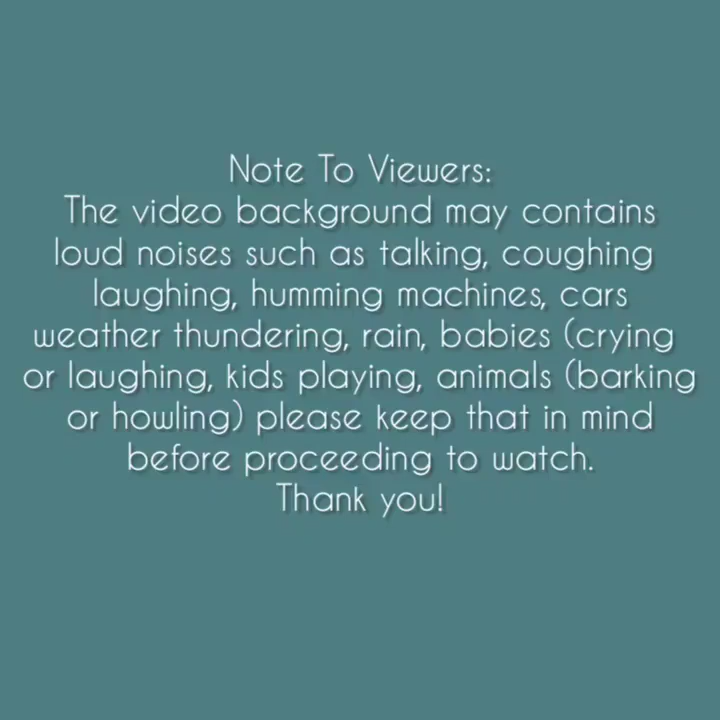 Note To Viewers:
The video background may contains
loud noises such as talking, coughing
laughing, humming machines, cars
weather thundering, rain, babies (crying
or laughing, kids playing, animals (barking
or howling) please keep that in mind
before proceeding to watch.
Thank you!